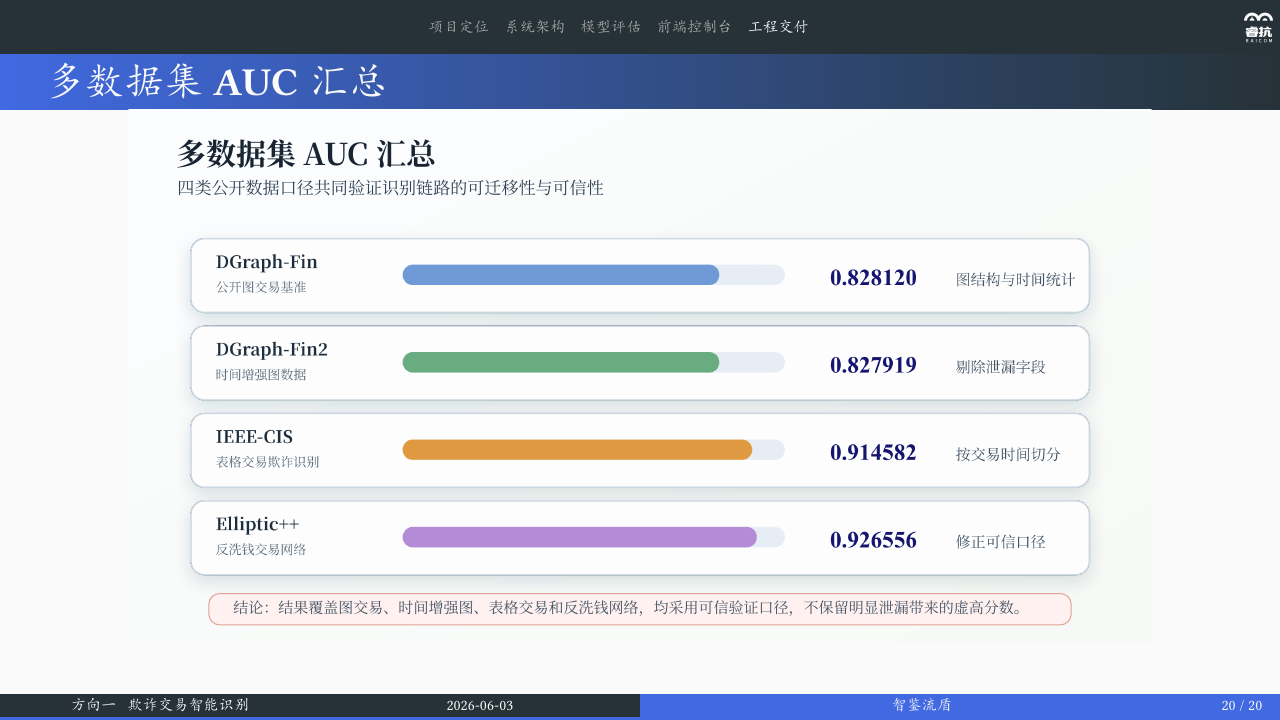 项目定位 系统架构 模型评估 前端控制台 工程交付
睿抗
RAICOM
多数据集 AUC 汇总
多数据集 AUC 汇总
四类公开数据口径共同验证识别链路的可迁移性与可信性
DGraph-Fin
公开图交易基准
0.828120
图结构与时间统计
DGraph-Fin2
时间增强图数据
0.827919
剔除泄漏字段
IEEE-CIS
表格交易欺诈识别
0.914582
按交易时间切分
Elliptic++
反洗钱交易网络
0.926556
修正可信口径
结论：结果覆盖图交易、时间增强图、表格交易和反洗钱网络，均采用可信验证口径，不保留明显泄漏带来的虚高分数。
方向一 欺诈交易智能识别 2026-06-03 智鉴流盾 20 / 20